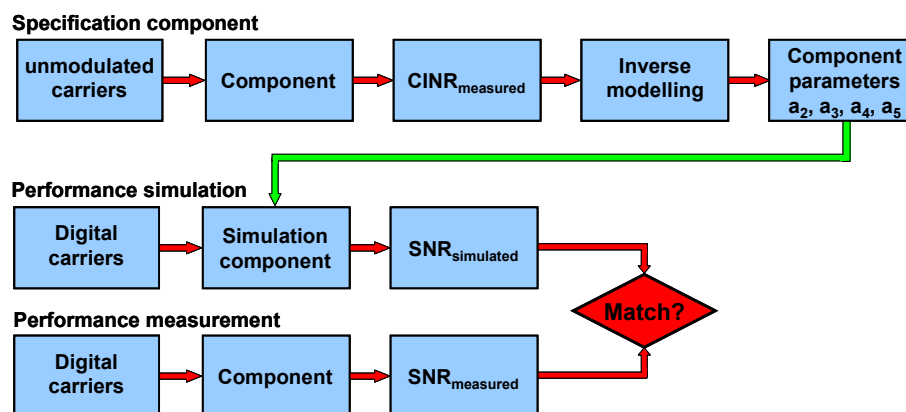 Specification component
unmodulated
carriers
Component
CINRmeasured
Inverse
modelling
Component
parameters
a2, a3, a4, a5
Performance simulation
Digital
carriers
Simulation
component
SNRsimulated
Match?
Performance measurement
Digital
carriers
Component
SNRmeasured